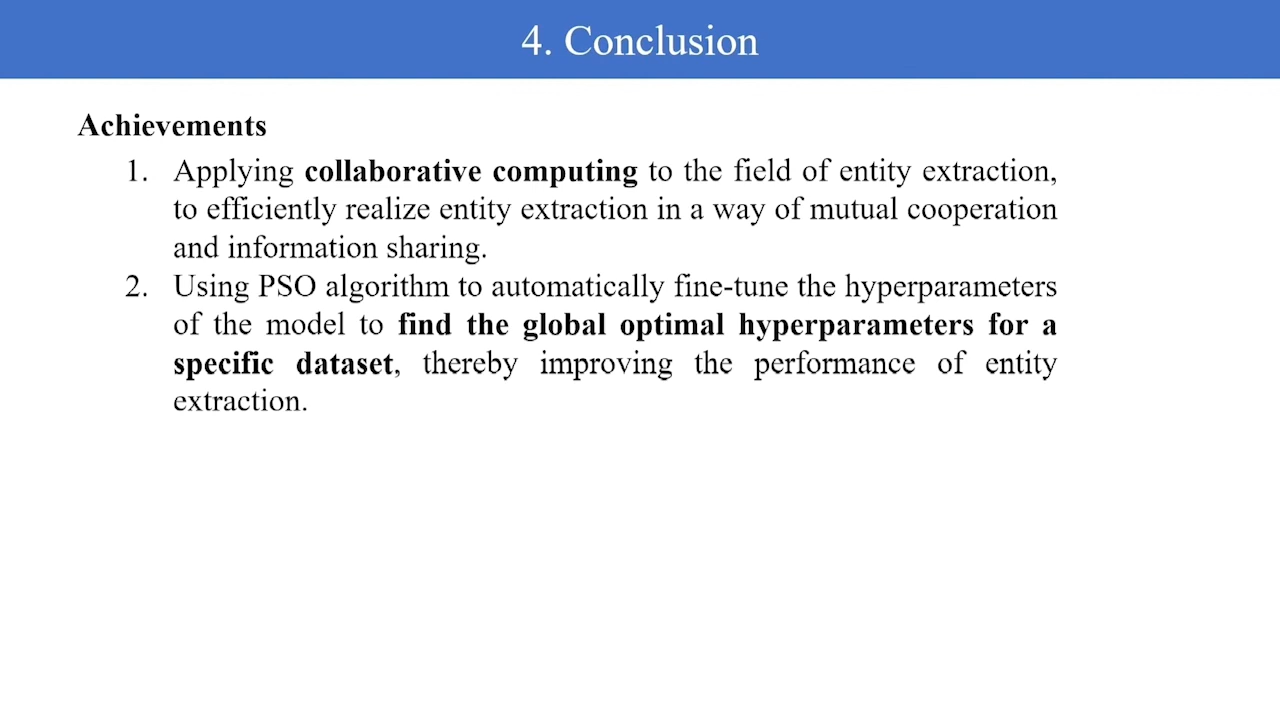 4. Conclusion
Achievements
1. Applying collaborative computing to the field of entity extraction,
to efficiently realize entity extraction in a way of mutual cooperation
and information sharing.
2. Using PSO algorithm to automatically fine-tune the hyperparameters
of the model to find the global optimal hyperparameters for a
specific dataset, thereby improving the performance of entity
extraction.